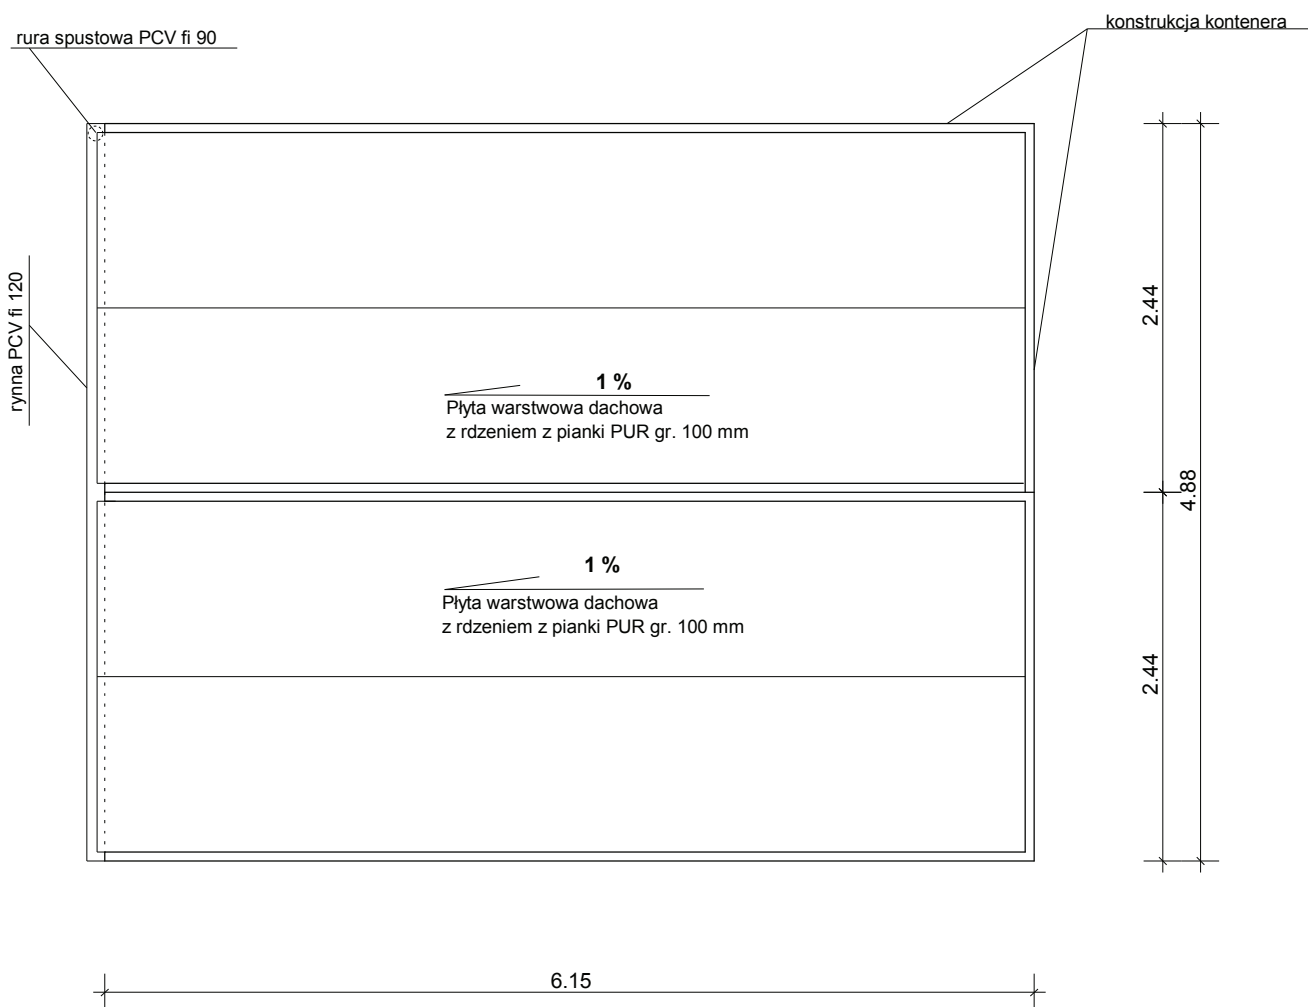 konstrukcja kontenera
rura spustowa PCV fi 90
rynna PCV fi 120
2.44
1 %
Płyta warstwowa dachowa
z rdzeniem z pianki PUR gr. 100 mm
4.88
1 %
Płyta warstwowa dachowa
z rdzeniem z pianki PUR gr. 100 mm
2.44
6.15